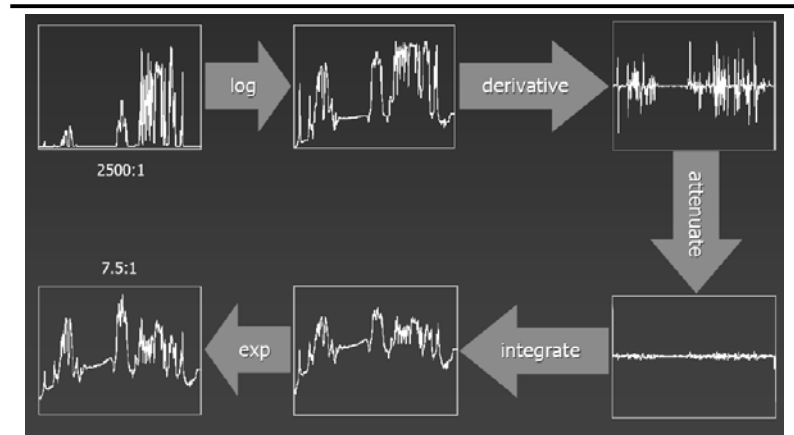 log
derivative
2500:1
attenuate
7.5:1
exp
integrate